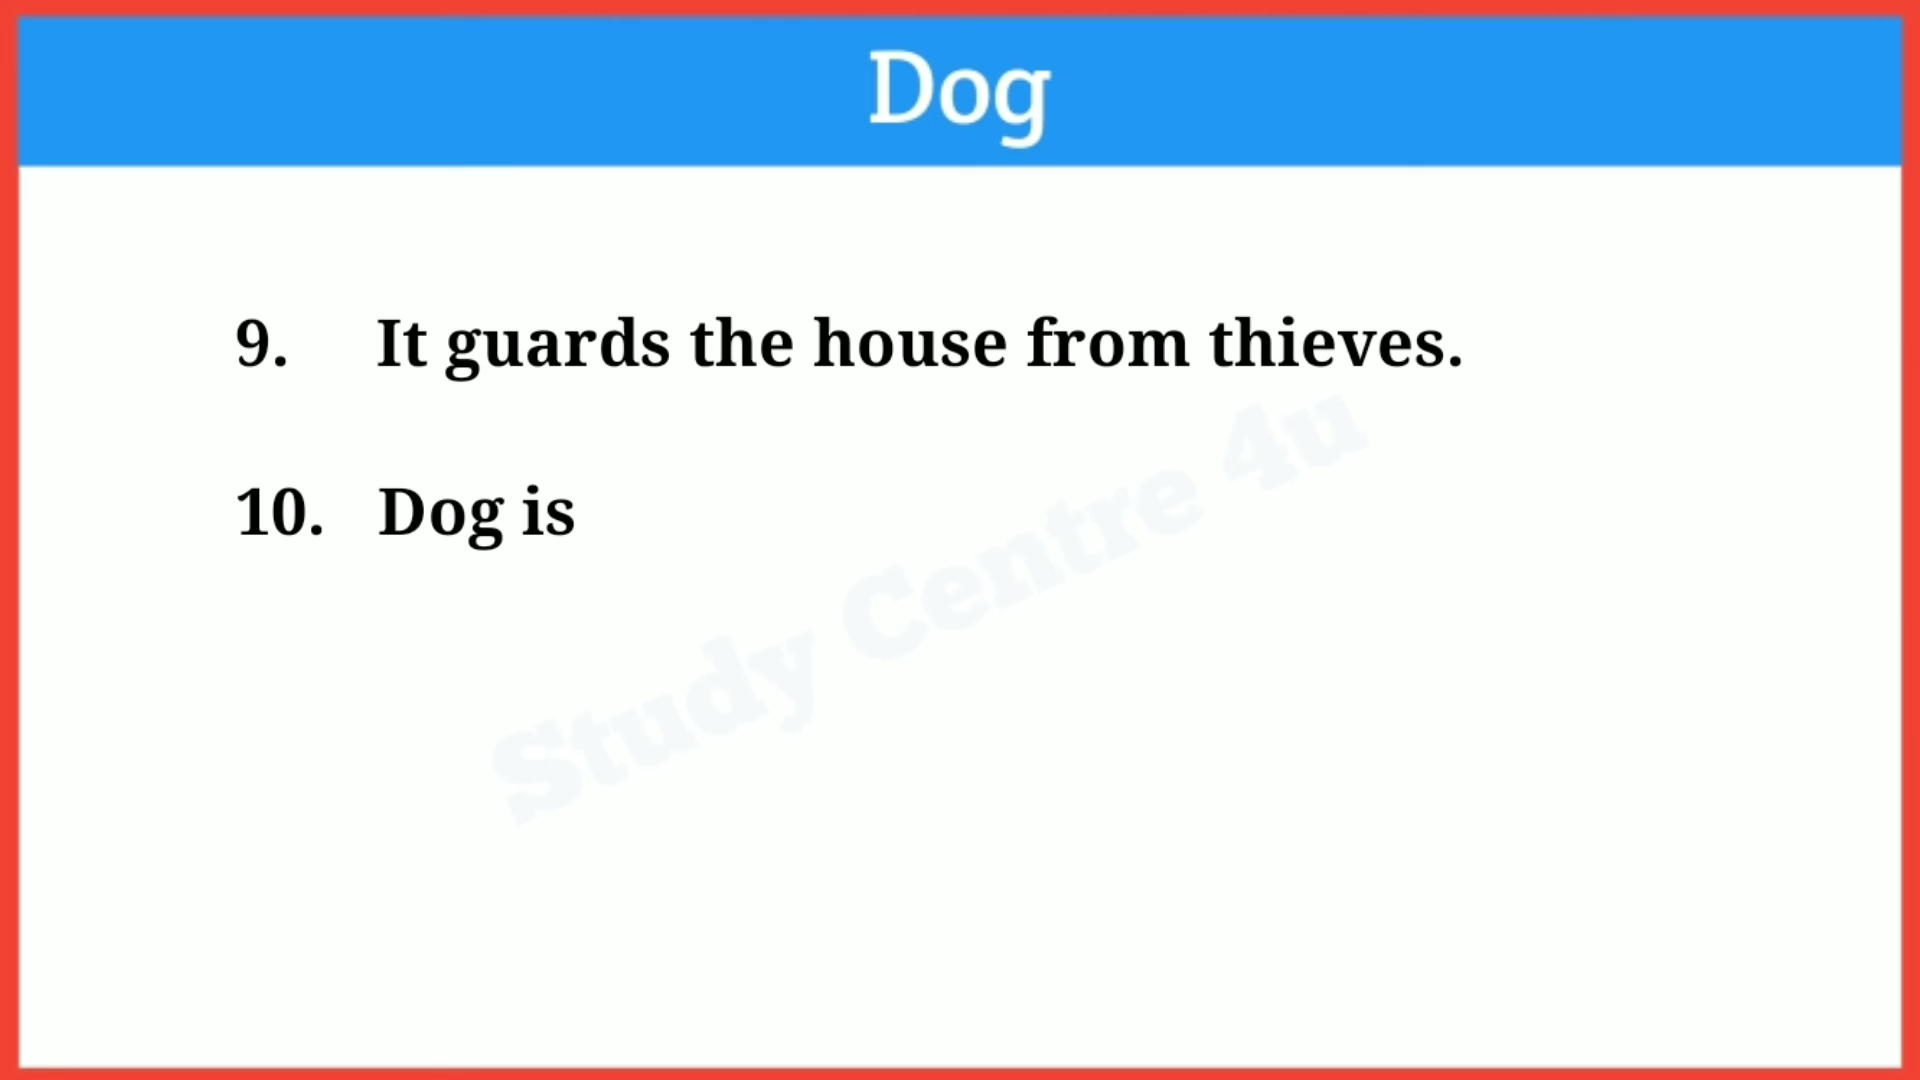 Dog
9. It guards the house from thieves.
10. Dog is
Study Centre 4u